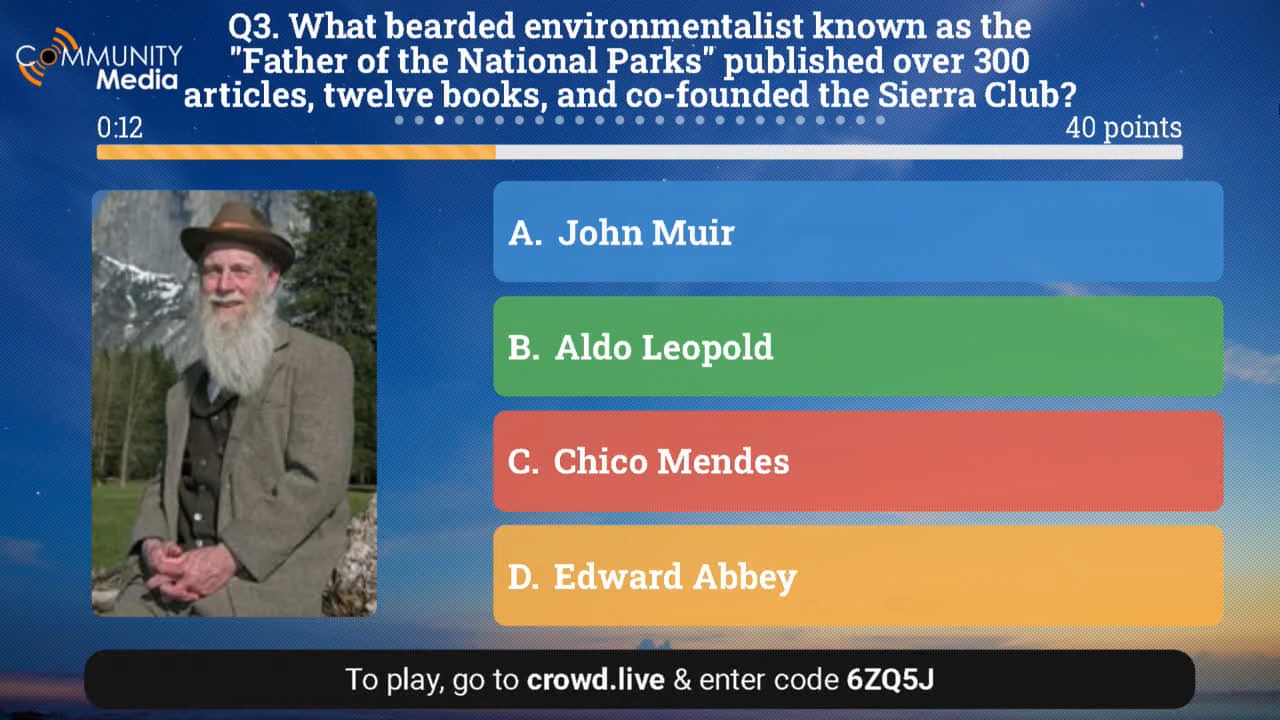 Q3. What bearded environmentalist known as the
"Father of the National Parks" published over 300
articles, twelve books, and co-founded the Sierra Club?
COMMUNITY
Media
0:12
40 points
A. John Muir
B. Aldo Leopold
C. Chico Mendes
D. Edward Abbey
To play, go to crowd.live & enter code 6ZQ5J